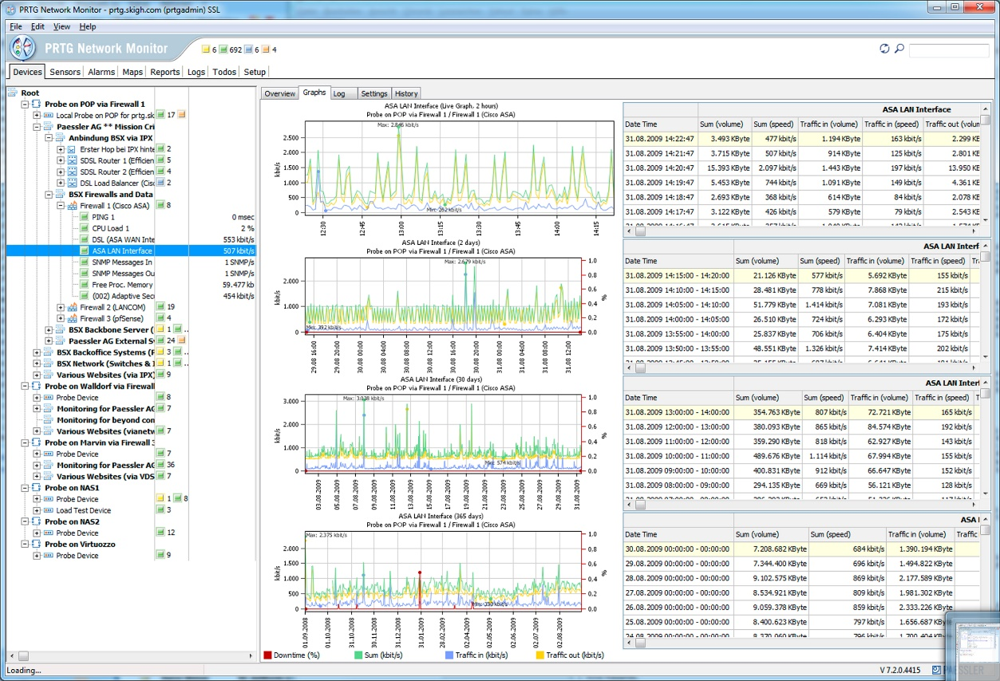 PRTG Network Monitor - prtg.skigh.com (prtgadmin) SSL
File Edit View Help
PRTG Network Monitor
6 692 6 4
Devices Sensors Alarms Maps Reports Logs Todos Setup
Root
Probe on POP via Firewall 1
Local Probe on POP for prtg.sk 17
Paessler AG ** Mission Cri
Anbindung BSX via IPX
Erster Hop bei IPX hinte 2
SDSL Router 1 (Efficien 5
SDSL Router 2 (Efficien 4
DSL Load Balancer (Cisc 2
BSX Firewalls and Data
Firewall 1 (Cisco ASA) 8
PING 1 0 msec
CPU Load 1 2 %
DSL (ASA WAN Inte 553 kbit/s
ASA LAN Interface 507 kbit/s
SNMP Messages In 1 SNMP/s
SNMP Messages Ou 1 SNMP/s
Free Proc. Memory 59.477 kb
(002) Adaptive Secu 454 kbit/s
Firewall 2 (LANCOM) 19
Firewall 3 (pfSense) 4
BSX Backbone Server ( 1 ..
Paessler AG External S 24
BSX Backoffice Systems (F 3 ..
BSX Network (Switches & I 1 ..
Various Websites (via IPX) 9
Probe on Walldorf via Firewall
Probe Device 8
Monitoring for Paessler AG 7
Monitoring for beyond con
Various Websites (vianetw 7
Probe on Marvin via Firewall 3
Probe Device 7
Monitoring for Paessler AG 36
Various Websites (via VDS 7
Probe on NAS1
Probe Device 1 8
Load Test Device 3
Probe on NAS2
Probe Device 12
Probe on Virtuozzo
Probe Device 9
Overview Graphs Log Settings History
ASA LAN Interface (Live Graph, 2 hours)
Probe on POP via Firewall 1 / Firewall 1 (Cisco ASA)
Max: 2.846 kbit/s
2.500
2.000
1.500
1.000
500
0
kbit/s
Min: 262 kbit/s
12:30 12:45 13:00 13:15 13:30 13:45 14:00 14:15
ASA LAN Interface (2 days)
Probe on POP via Firewall 1 / Firewall 1 (Cisco ASA)
Max: 2.679 kbit/s
2.000
1.000
0
kbit/s
1.0
0.8
0.6
0.4
0.2
0.0
%
Min: 392 kbit/s
29.08 16:00 29.08 20:00 30.08 00:00 30.08 04:00 30.08 08:00 30.08 12:00 30.08 16:00 30.08 20:00 31.08 00:00 31.08 04:00 31.08 08:00 31.08 12:00
ASA LAN Interface (30 days)
Probe on POP via Firewall 1 / Firewall 1 (Cisco ASA)
Max: 3.038 kbit/s
3.000
2.000
1.000
0
kbit/s
1.0
0.8
0.6
0.4
0.2
0.0
%
Min: 574 kbit/s
03.08.2009 05.08.2009 07.08.2009 09.08.2009 11.08.2009 13.08.2009 15.08.2009 17.08.2009 19.08.2009 21.08.2009 23.08.2009 25.08.2009 27.08.2009 29.08.2009 31.08.2009
ASA LAN Interface (365 days)
Probe on POP via Firewall 1 / Firewall 1 (Cisco ASA)
Max: 2.375 kbit/s
2.000
1.500
1.000
500
0
kbit/s
1.0
0.8
0.6
0.4
0.2
0.0
%
Min: 330 kbit/s
01.09.2008 01.10.2008 31.10.2008 30.11.2008 31.12.2008 31.01.2009 28.02.2009 02.04.2009 02.05.2009 02.06.2009 02.07.2009 02.08.2009
Downtime (%) Sum (kbit/s) Traffic in (kbit/s) Traffic out (kbit/s)
ASA LAN Interface
Date Time Sum (volume) Sum (speed) Traffic in (volume) Traffic in (speed) Traffic out (volum
31.08.2009 14:22:47 3.493 KByte 477 kbit/s 1.194 KByte 163 kbit/s 2.299 KB
31.08.2009 14:21:47 3.715 KByte 507 kbit/s 914 KByte 125 kbit/s 2.801 KB
31.08.2009 14:20:47 15.393 KByte 2.097 kbit/s 1.443 KByte 197 kbit/s 13.950 KB
31.08.2009 14:19:47 5.453 KByte 744 kbit/s 1.091 KByte 149 kbit/s 4.361 KB
31.08.2009 14:18:47 2.693 KByte 368 kbit/s 614 KByte 84 kbit/s 2.078 KB
31.08.2009 14:17:47 3.122 KByte 426 kbit/s 579 KByte 79 kbit/s 2.543 KB
ASA LAN Interf
Date Time Sum (volume) Sum (speed) Traffic in (volume) Traffic in (speed) Tr
31.08.2009 14:15:00 - 14:20:00 21.126 KByte 577 kbit/s 5.692 KByte 155 kbit/s
31.08.2009 14:10:00 - 14:15:00 28.481 KByte 778 kbit/s 7.868 KByte 215 kbit/s
31.08.2009 14:05:00 - 14:10:00 51.779 KByte 1.414 kbit/s 7.081 KByte 193 kbit/s
31.08.2009 14:00:00 - 14:05:00 26.510 KByte 724 kbit/s 6.293 KByte 172 kbit/s
31.08.2009 13:55:00 - 14:00:00 25.837 KByte 706 kbit/s 6.404 KByte 175 kbit/s
31.08.2009 13:50:00 - 13:55:00 48.551 KByte 1.326 kbit/s 7.414 KByte 202 kbit/s
ASA LAN Interf
Date Time Sum (volume) Sum (speed) Traffic in (volume) Traffic in (speed) T
31.08.2009 13:00:00 - 14:00:00 354.763 KByte 807 kbit/s 72.721 KByte 165 kbit/s
31.08.2009 12:00:00 - 13:00:00 380.093 KByte 865 kbit/s 84.574 KByte 192 kbit/s
31.08.2009 11:00:00 - 12:00:00 359.290 KByte 818 kbit/s 62.927 KByte 143 kbit/s
31.08.2009 10:00:00 - 11:00:00 489.676 KByte 1.114 kbit/s 67.994 KByte 155 kbit/s
31.08.2009 09:00:00 - 10:00:00 400.831 KByte 912 kbit/s 66.647 KByte 152 kbit/s
31.08.2009 08:00:00 - 09:00:00 294.135 KByte 669 kbit/s 56.121 KByte 128 kbit/s
ASA I
Date Time Sum (volume) Sum (speed) Traffic in (volume) Traffic
30.08.2009 00:00:00 - 00:00:00 7.208.682 KByte 684 kbit/s 1.390.194 KByte
29.08.2009 00:00:00 - 00:00:00 7.344.400 KByte 696 kbit/s 1.494.822 KByte
28.08.2009 00:00:00 - 00:00:00 9.102.575 KByte 869 kbit/s 2.177.589 KByte
27.08.2009 00:00:00 - 00:00:00 8.534.921 KByte 809 kbit/s 1.981.302 KByte
26.08.2009 00:00:00 - 00:00:00 9.059.378 KByte 859 kbit/s 2.333.226 KByte
25.08.2009 00:00:00 - 00:00:00 8.400.623 KByte 797 kbit/s 1.656.687 KByte
Loading...
V 7.2.0.4415 PAESSLER